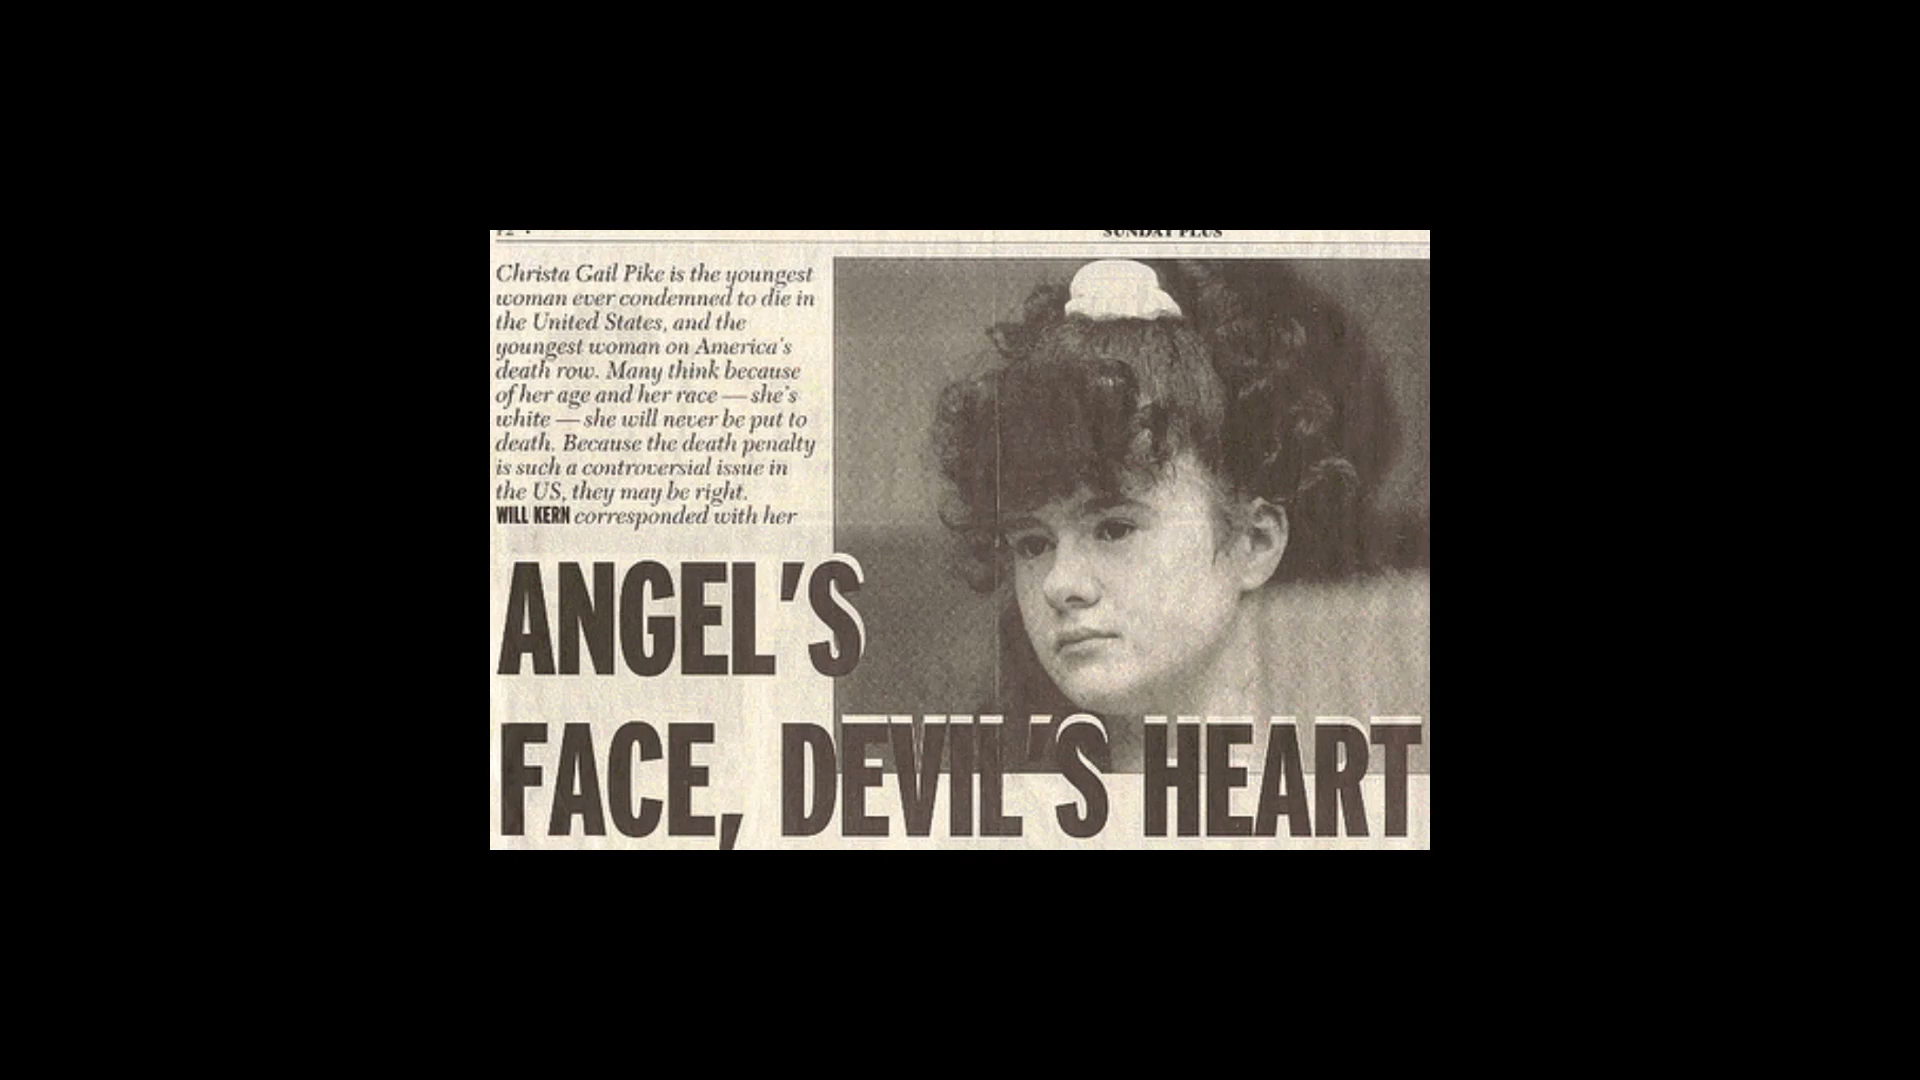 SUNDAY PLUS
Christa Gail Pike is the youngest
woman ever condemned to die in
the United States, and the
youngest woman on America's
death row. Many think because
of her age and her race — she's
white — she will never be put to
death. Because the death penalty
is such a controversial issue in
the US, they may be right.
WILL KERN corresponded with her
ANGEL'S
FACE, DEVIL'S HEART